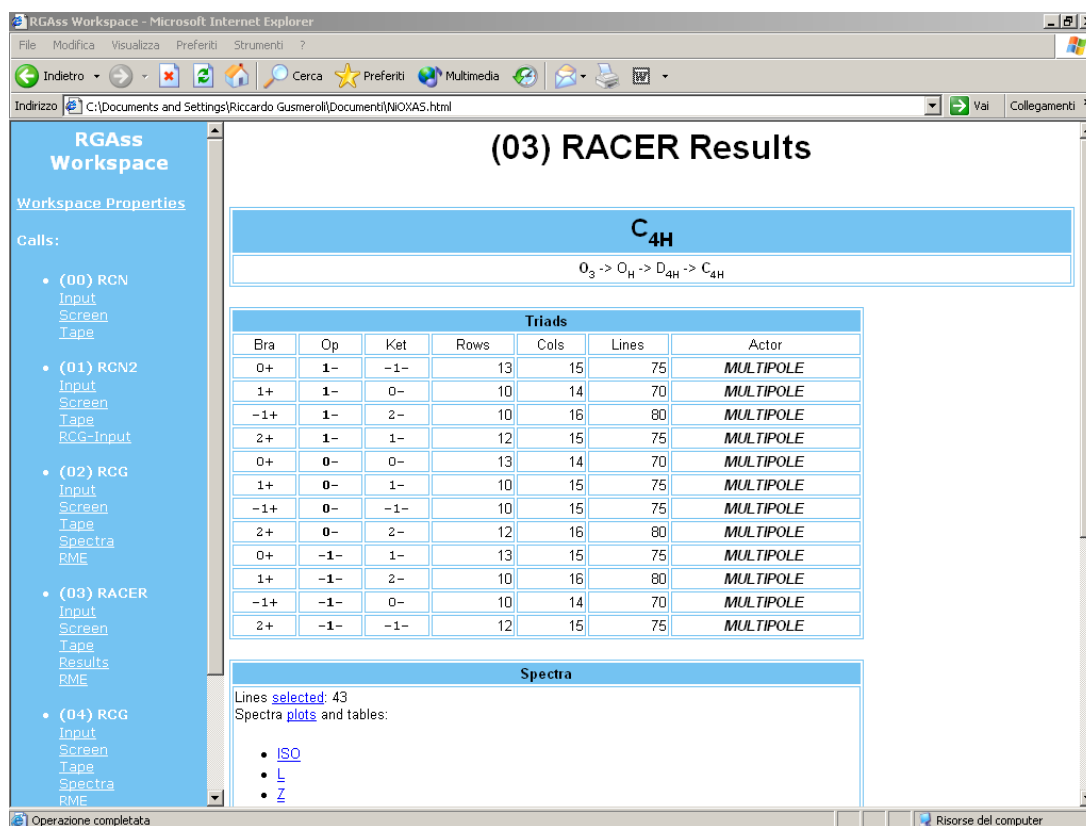 RGAss Workspace - Microsoft Internet Explorer
File Modifica Visualizza Preferiti Strumenti ?
Indietro Cerca Preferiti Multimedia
Indirizzo C:\Documents and Settings\Riccardo Gusmeroli\Documenti\NiOXAS.html Vai Collegamenti
RGAss
Workspace
Workspace Properties
Calls:
• (00) RCN
Input
Screen
Tape
• (01) RCN2
Input
Screen
Tape
RCG-Input
• (02) RCG
Input
Screen
Tape
Spectra
RME
• (03) RACER
Input
Screen
Tape
Results
RME
• (04) RCG
Input
Screen
Tape
Spectra
RME
(03) RACER Results
C4H
O3 -> OH -> D4H -> C4H
Triads
Bra Op Ket Rows Cols Lines Actor
0+ 1- -1- 13 15 75 MULTIPOLE
1+ 1- 0- 10 14 70 MULTIPOLE
-1+ 1- 2- 10 16 80 MULTIPOLE
2+ 1- 1- 12 15 75 MULTIPOLE
0+ 0- 0- 13 14 70 MULTIPOLE
1+ 0- 1- 10 15 75 MULTIPOLE
-1+ 0- -1- 10 15 75 MULTIPOLE
2+ 0- 2- 12 16 80 MULTIPOLE
0+ -1- 1- 13 15 75 MULTIPOLE
1+ -1- 2- 10 16 80 MULTIPOLE
-1+ -1- 0- 10 14 70 MULTIPOLE
2+ -1- -1- 12 15 75 MULTIPOLE
Spectra
Lines selected: 43
Spectra plots and tables:
• ISO
• L
• Z
Operazione completata Risorse del computer